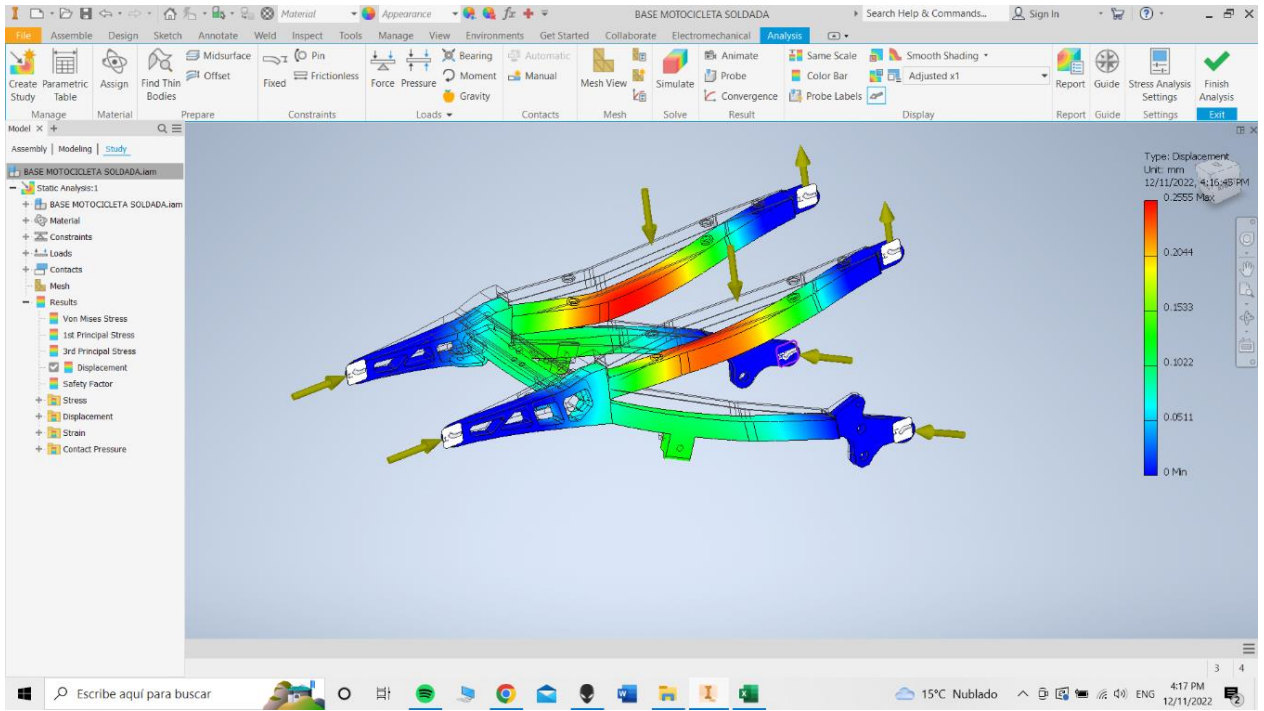 Material
Appearance
BASE MOTOCICLETA SOLDADA
Search Help & Commands...
Sign In
File Assemble Design Sketch Annotate Weld Inspect Tools Manage View Environments Get Started Collaborate Electromechanical Analysis
Midsurface Pin Bearing Automatic Animate Same Scale Smooth Shading
Offset Frictionless Moment Manual Probe Color Bar Adjusted x1
Gravity Convergence Probe Labels
Create Study
Parametric Table
Assign
Find Thin Bodies
Fixed
Force Pressure
Mesh View
Simulate
Report
Guide
Stress Analysis Settings
Finish Analysis
Manage Material Prepare Constraints Loads Contacts Mesh Solve Result Display Report Guide Settings Exit
Model
Assembly Modeling Study
BASE MOTOCICLETA SOLDADA.iam
Static Analysis:1
BASE MOTOCICLETA SOLDADA.iam
Material
Constraints
Loads
Contacts
Mesh
Results
Von Mises Stress
1st Principal Stress
3rd Principal Stress
Displacement
Safety Factor
Stress
Displacement
Strain
Contact Pressure
Type: Displacement
Unit: mm
12/11/2022, 4:16:45 PM
0.2555 Max
0.2044
0.1533
0.1022
0.0511
0 Min
3 4
Escribe aquí para buscar
15°C Nublado
ENG
4:17 PM
12/11/2022
2